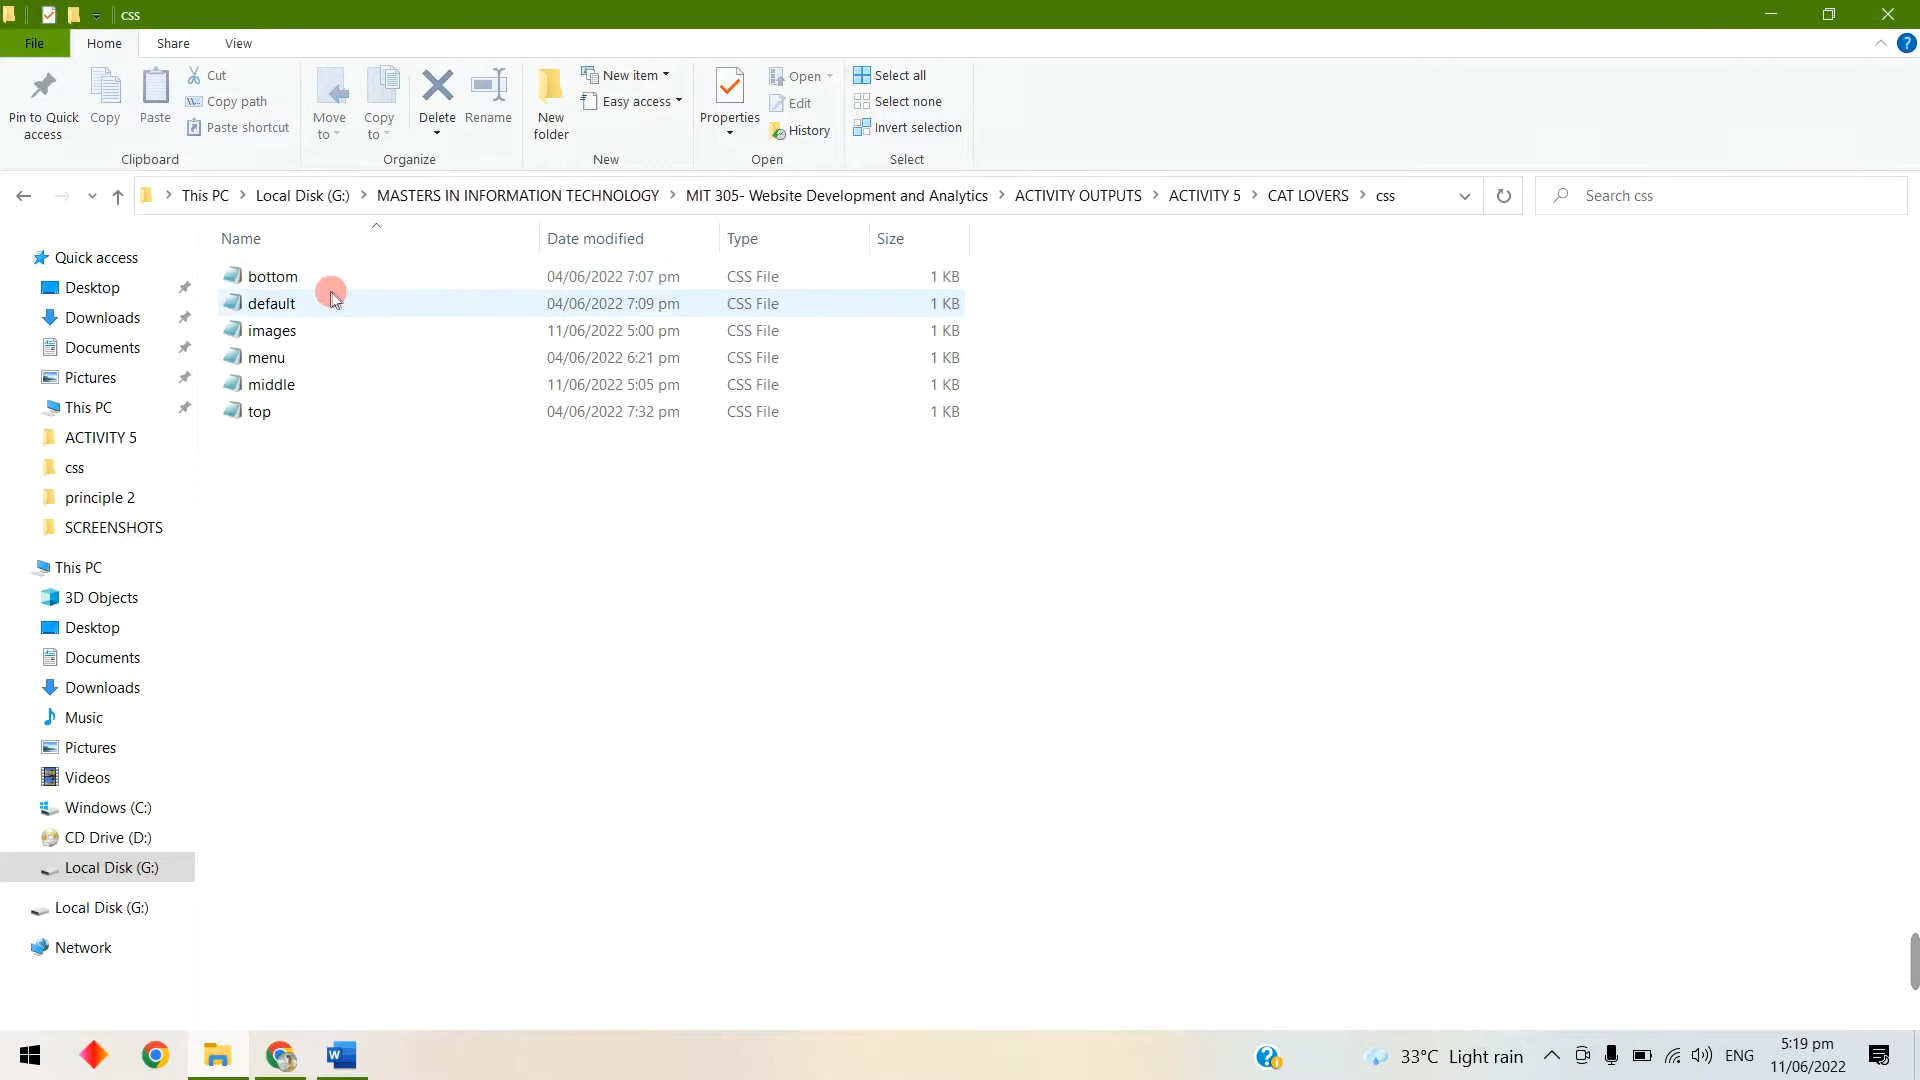 css
File Home Share View
Pin to Quick access
Copy
Paste
Cut
Copy path
Paste shortcut
Clipboard
Move to
Copy to
Delete
Rename
Organize
New folder
New item
Easy access
New
Properties
Open
Edit
History
Open
Select all
Select none
Invert selection
Select
This PC > Local Disk (G:) > MASTERS IN INFORMATION TECHNOLOGY > MIT 305- Website Development and Analytics > ACTIVITY OUTPUTS > ACTIVITY 5 > CAT LOVERS > css
Search css
Quick access
Desktop
Downloads
Documents
Pictures
This PC
ACTIVITY 5
css
principle 2
SCREENSHOTS
This PC
3D Objects
Desktop
Documents
Downloads
Music
Pictures
Videos
Windows (C:)
CD Drive (D:)
Local Disk (G:)
Local Disk (G:)
Network
Name Date modified Type Size
bottom 04/06/2022 7:07 pm CSS File 1 KB
default 04/06/2022 7:09 pm CSS File 1 KB
images 11/06/2022 5:00 pm CSS File 1 KB
menu 04/06/2022 6:21 pm CSS File 1 KB
middle 11/06/2022 5:05 pm CSS File 1 KB
top 04/06/2022 7:32 pm CSS File 1 KB
33°C Light rain
ENG
5:19 pm
11/06/2022